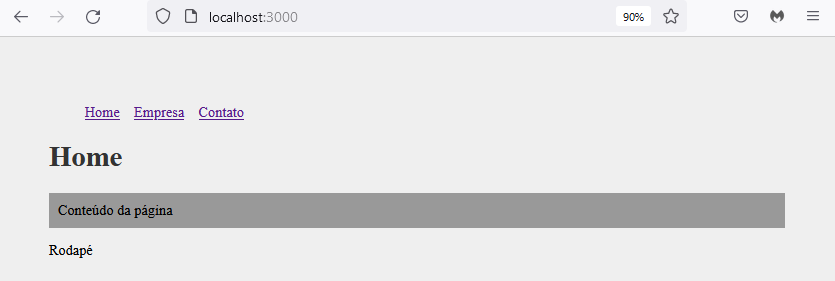 localhost:3000 90%
Home Empresa Contato
Home
Conteúdo da página
Rodapé